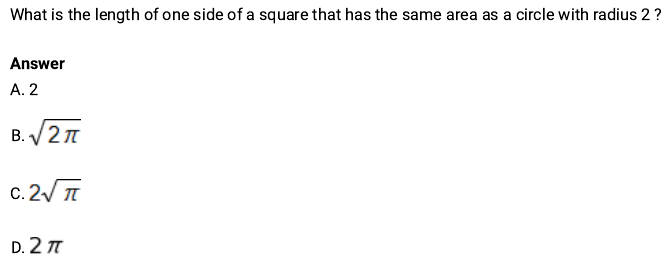 What is the length of one side of a square that has the same area as a circle with radius 2 ?
Answer
A. 2
B. √2π
C. 2√π
D. 2 π